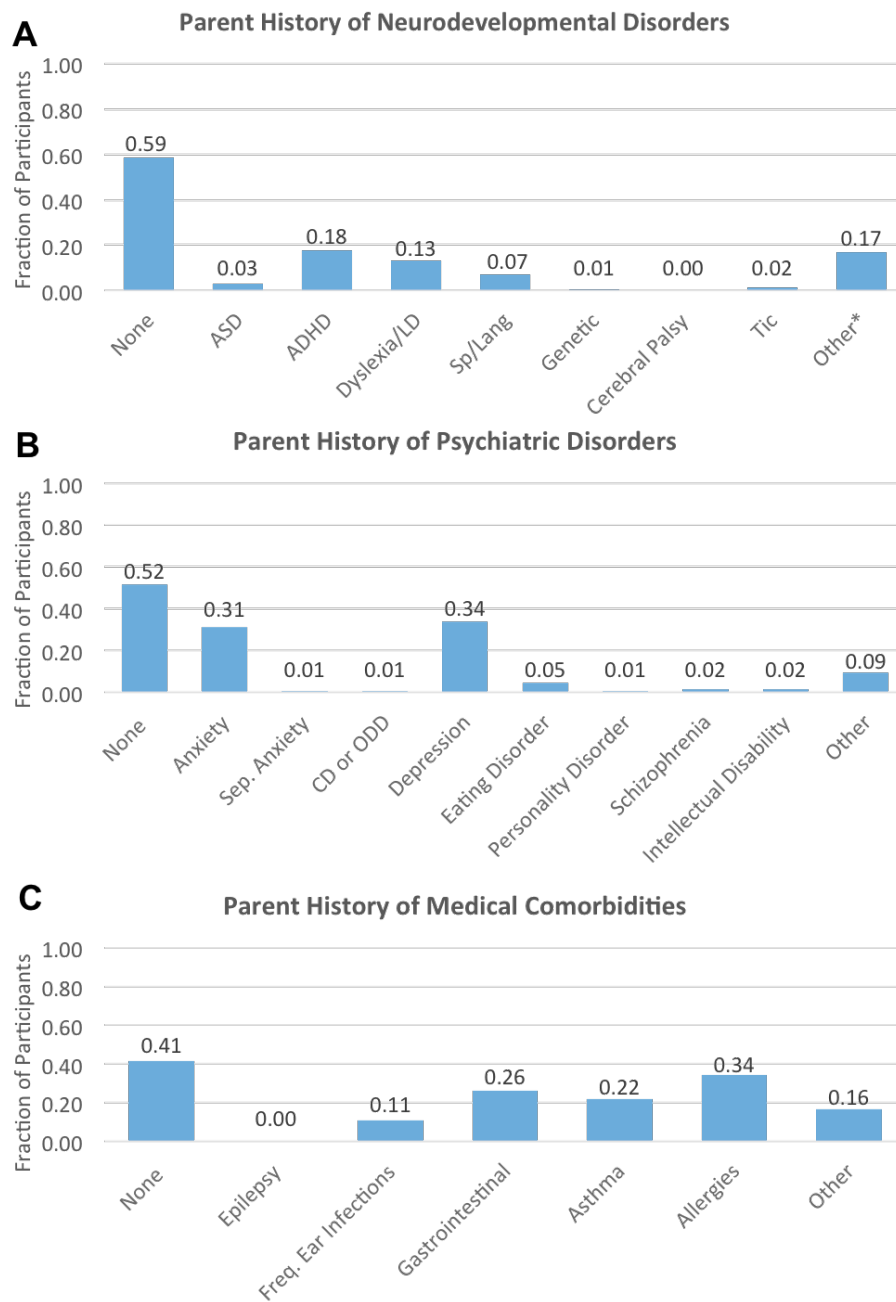 A
Parent History of Neurodevelopmental Disorders
Fraction of Participants
1.00
0.80
0.60
0.40
0.20
0.00
0.59
0.03
0.18
0.13
0.07
0.01
0.00
0.02
0.17
None
ASD
ADHD
Dyslexia/LD
Sp/Lang
Genetic
Cerebral Palsy
Tic
Other*
B
Parent History of Psychiatric Disorders
Fraction of Participants
1.00
0.80
0.60
0.40
0.20
0.00
0.52
0.31
0.01
0.01
0.34
0.05
0.01
0.02
0.02
0.09
None
Anxiety
Sep. Anxiety
CD or ODD
Depression
Eating Disorder
Personality Disorder
Schizophrenia
Intellectual Disability
Other
C
Parent History of Medical Comorbidities
Fraction of Participants
1.00
0.80
0.60
0.40
0.20
0.00
0.41
0.00
0.11
0.26
0.22
0.34
0.16
None
Epilepsy
Freq. Ear Infections
Gastrointestinal
Asthma
Allergies
Other